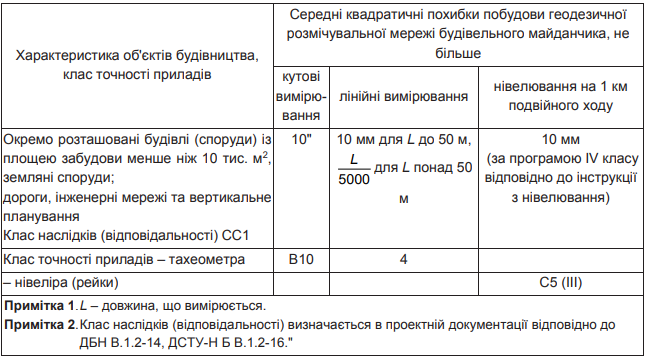 Характеристика об'єктів будівництва,
клас точності приладів
Середні квадратичні похибки побудови геодезичної
розмічувальної мережі будівельного майданчика, не
більше
кутові
вимірю-
вання
лінійні вимірювання
нівелювання на 1 км
подвійного ходу
Окремо розташовані будівлі (споруди) із
площею забудови менше ніж 10 тис. м²,
земляні споруди;
дороги, інженерні мережі та вертикальне
планування
Клас наслідків (відповідальності) СС1
10"
10 мм для L до 50 м,
L
5000
для L понад 50
м
10 мм
(за програмою IV класу
відповідно до інструкції
з нівелювання)
Клас точності приладів – тахеометра
В10
4
– нівеліра (рейки)
С5 (III)
Примітка 1. L – довжина, що вимірюється.
Примітка 2. Клас наслідків (відповідальності) визначається в проектній документації відповідно до
ДБН В.1.2-14, ДСТУ-Н Б В.1.2-16."